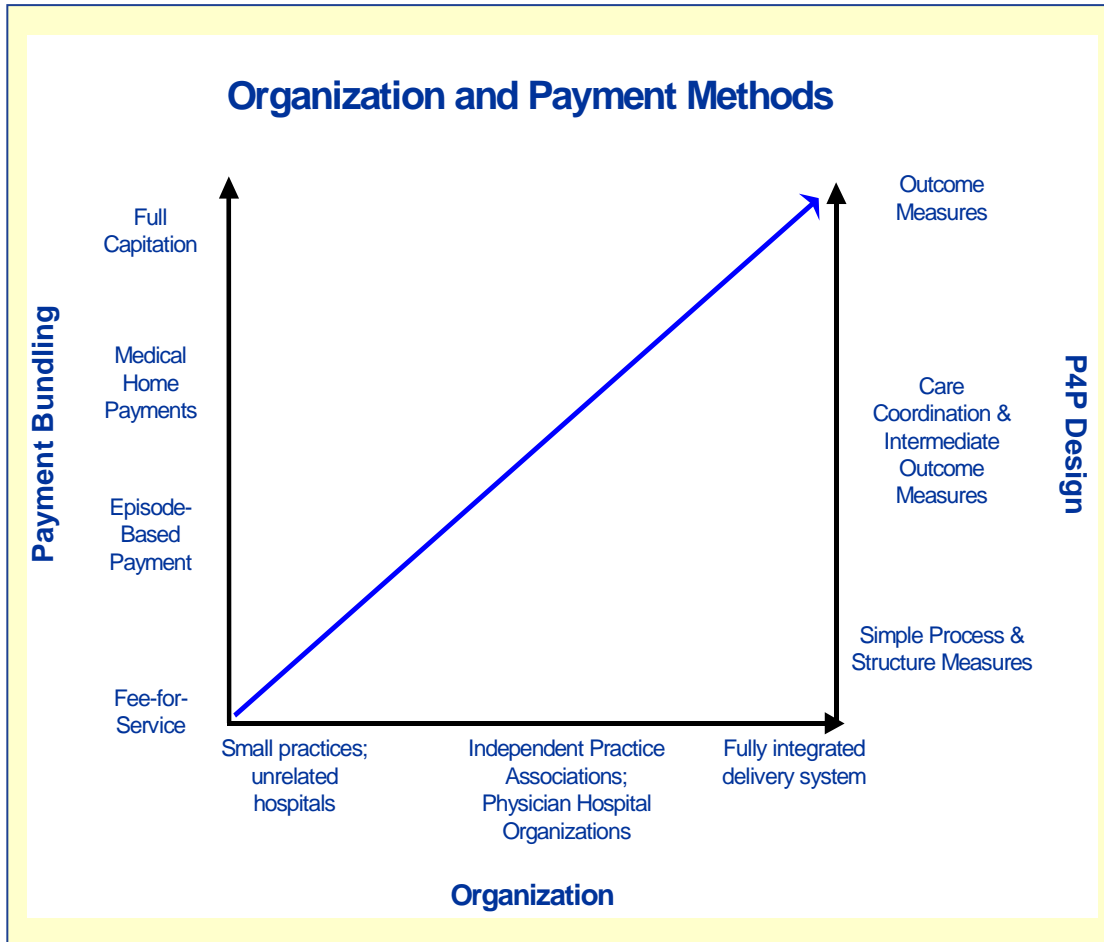 Organization and Payment Methods
Payment Bundling
Full
Capitation
Medical
Home
Payments
Episode-
Based
Payment
Fee-for-
Service
Outcome
Measures
Care
Coordination &
Intermediate
Outcome
Measures
Simple Process &
Structure Measures
P4P Design
Small practices;
unrelated
hospitals
Independent Practice
Associations;
Physician Hospital
Organizations
Fully integrated
delivery system
Organization